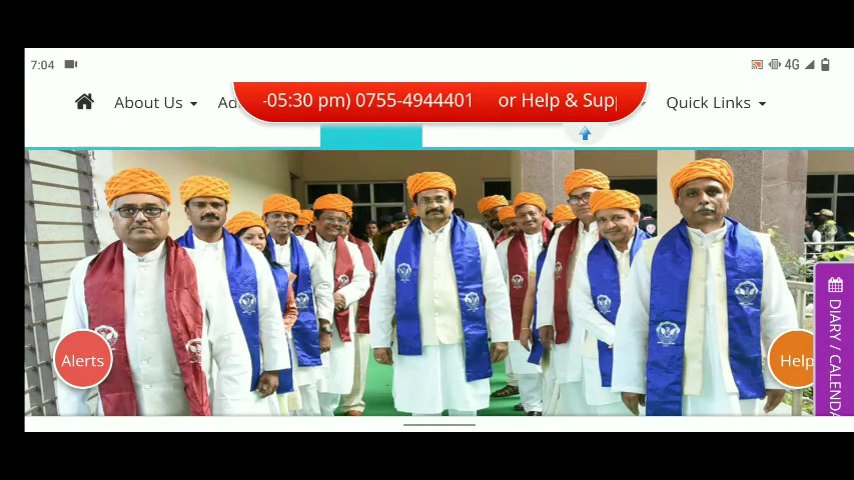 7:04
4G
-05:30 pm) 0755-4944401 or Help & Sup
About Us
Quick Links
Alerts
Help
DIARY / CALENDA